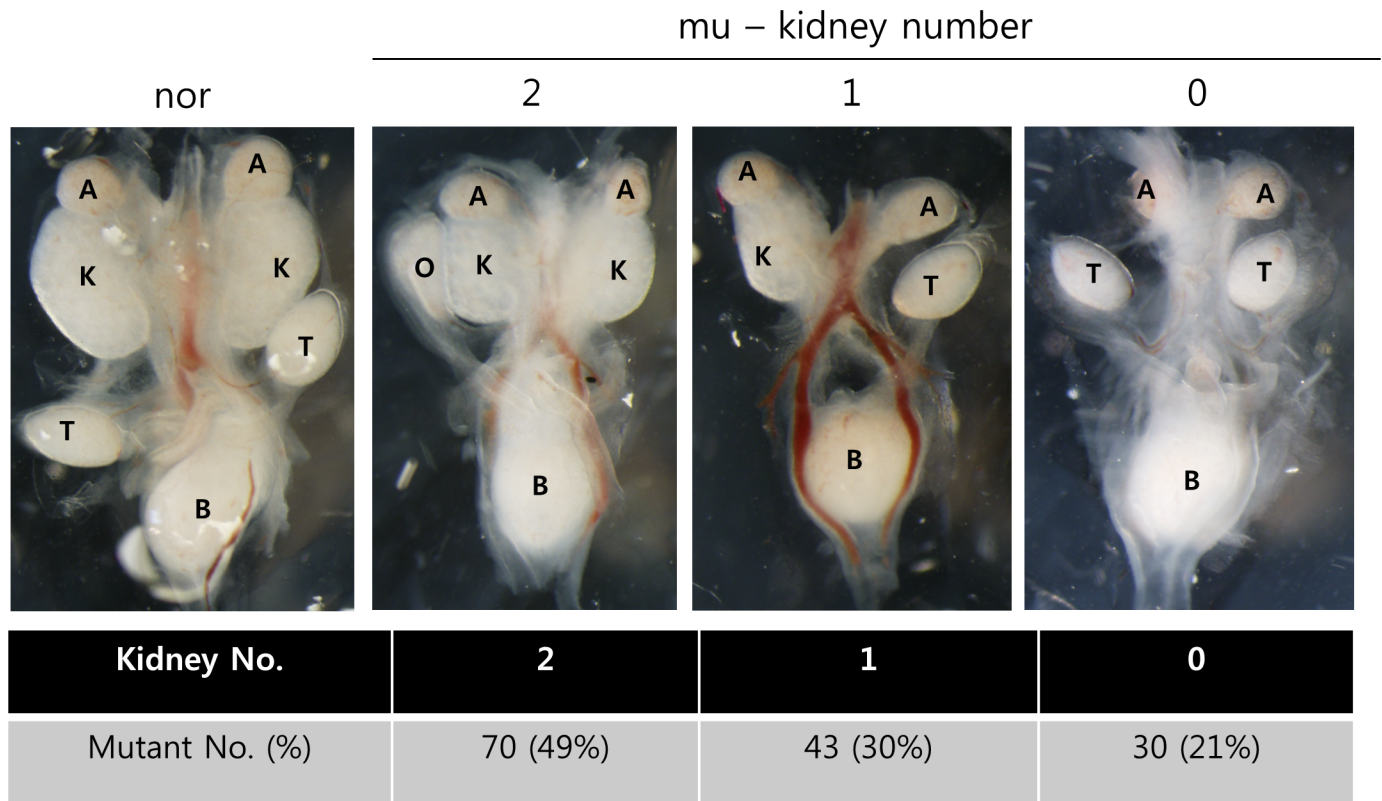 mu – kidney number
nor 2 1 0
A A A A A A A A
K K O K K K T T T
T
T
B B B B
Kidney No. 2 1 0
Mutant No. (%) 70 (49%) 43 (30%) 30 (21%)